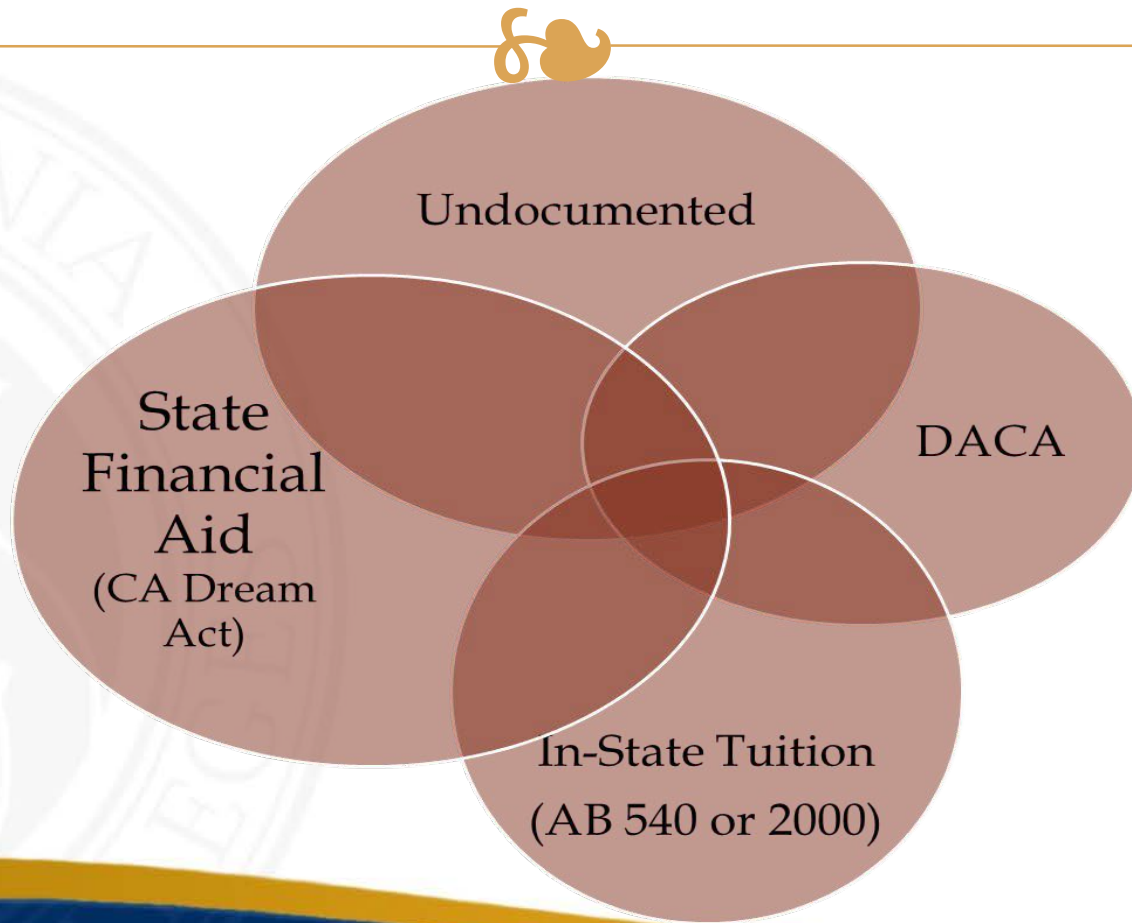 Undocumented
State
Financial
Aid
(CA Dream
Act)
DACA
In-State Tuition
(AB 540 or 2000)